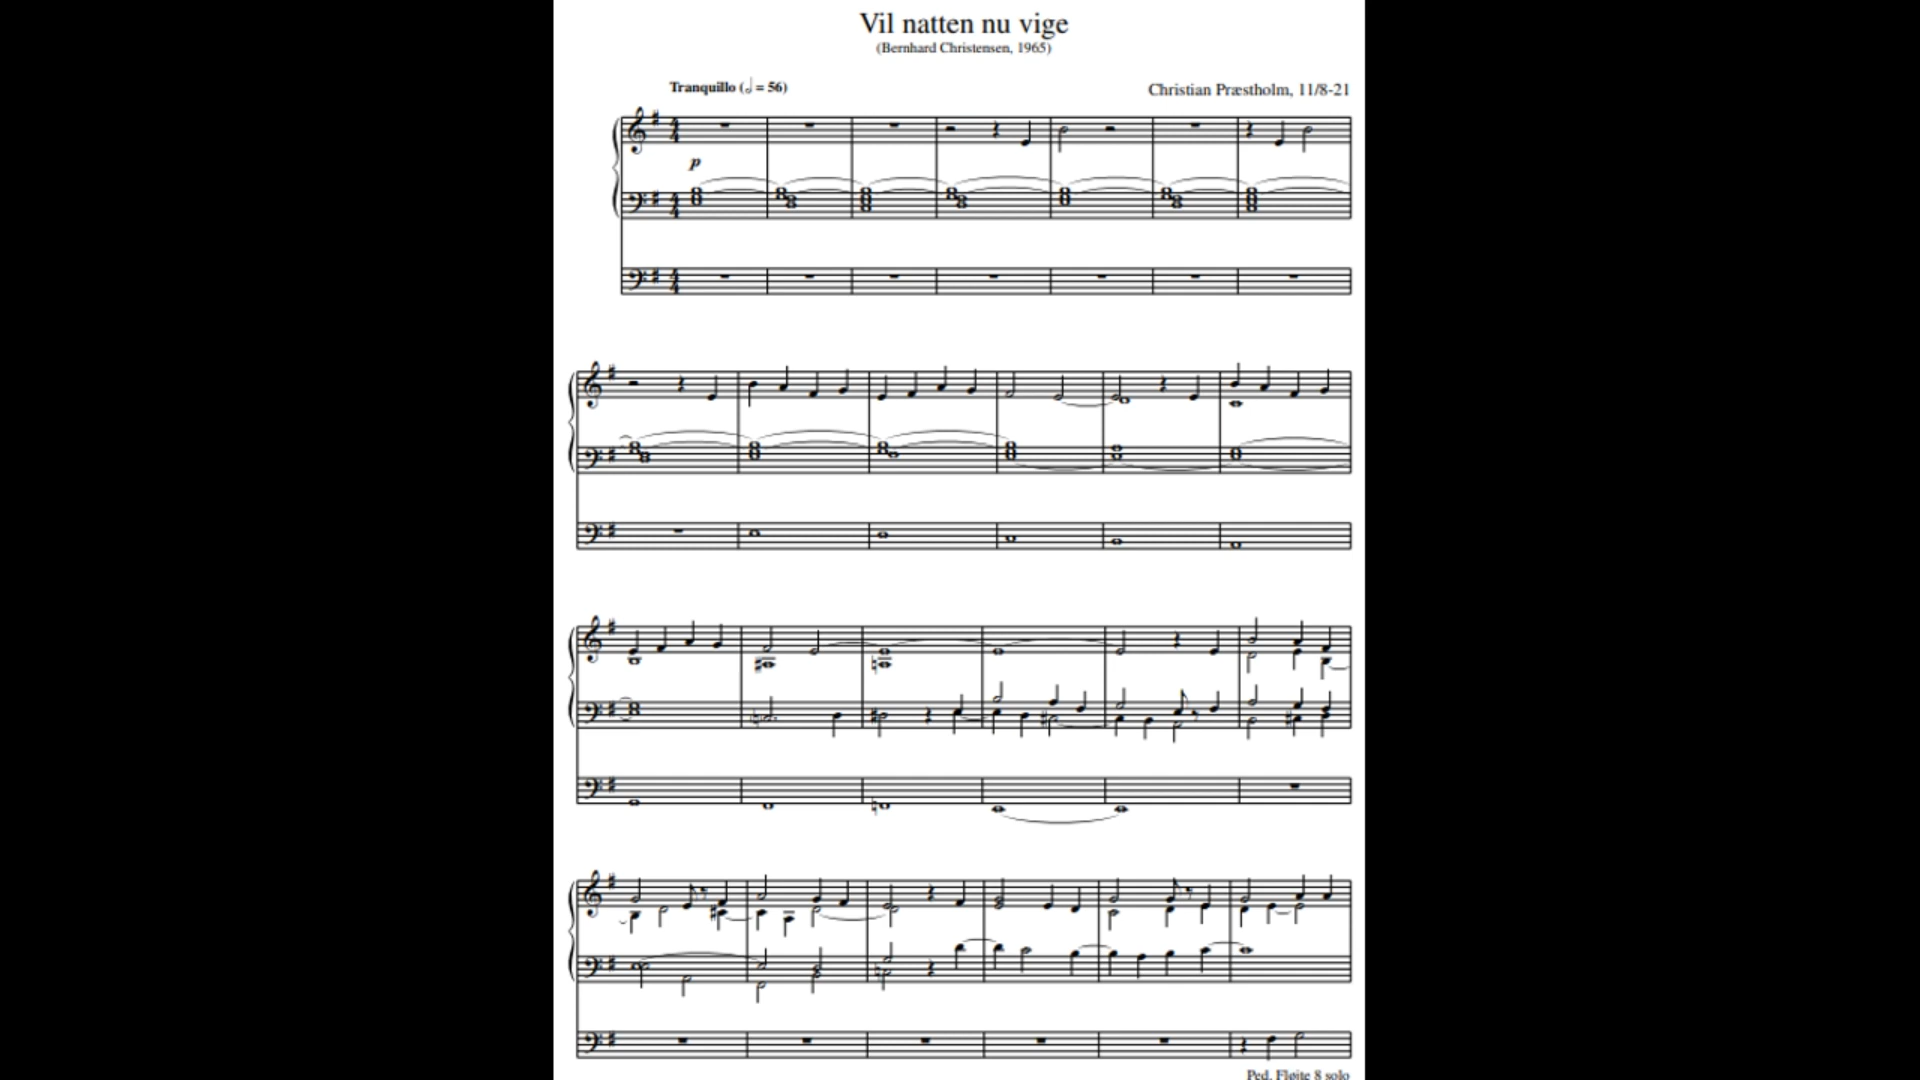 Vil natten nu vige
(Bernhard Christensen, 1965)
Tranquillo (𝅗𝅥 = 56)
Christian Præstholm, 11/8-21
p
Ped. Fløjte 8 solo